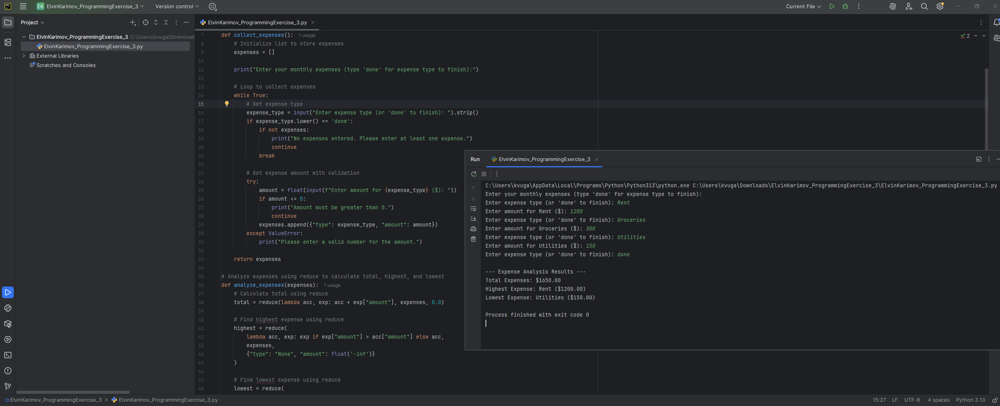 PC
EK ElvinKarimov_ProgrammingExercise_3
Version control
Current File
Project
ElvinKarimov_ProgrammingExercise_3 C:\Users\kvuga\Download
ElvinKarimov_ProgrammingExercise_3.py
External Libraries
Scratches and Consoles
ElvinKarimov_ProgrammingExercise_3.py
2
7 def collect_expenses(): 1 usage
8 # Initialize list to store expenses
9 expenses = []
10
11 print("Enter your monthly expenses (type 'done' for expense type to finish):")
12
13 # Loop to collect expenses
14 while True:
15 # Get expense type
16 expense_type = input("Enter expense type (or 'done' to finish): ").strip()
17 if expense_type.lower() == 'done':
18 if not expenses:
19 print("No expenses entered. Please enter at least one expense.")
20 continue
21 break
22
23 # Get expense amount with validation
24 try:
25 amount = float(input(f"Enter amount for {expense_type} ($): "))
26 if amount <= 0:
27 print("Amount must be greater than 0.")
28 continue
29 expenses.append({"type": expense_type, "amount": amount})
30 except ValueError:
31 print("Please enter a valid number for the amount.")
32
33 return expenses
34
35 # Analyze expenses using reduce to calculate total, highest, and lowest
36 def analyze_expenses(expenses): 1 usage
37 # Calculate total using reduce
38 total = reduce(lambda acc, exp: acc + exp["amount"], expenses, 0.0)
39
40 # Find highest expense using reduce
41 highest = reduce(
42 lambda acc, exp: exp if exp["amount"] > acc["amount"] else acc,
43 expenses,
44 {"type": "None", "amount": float('-inf')}
45 )
46
47 # Find lowest expense using reduce
48 lowest = reduce(
Run ElvinKarimov_ProgrammingExercise_3
C:\Users\kvuga\AppData\Local\Programs\Python\Python313\python.exe C:\Users\kvuga\Downloads\ElvinKarimov_ProgrammingExercise_3\ElvinKarimov_ProgrammingExercise_3.py
Enter your monthly expenses (type 'done' for expense type to finish):
Enter expense type (or 'done' to finish): Rent
Enter amount for Rent ($): 1200
Enter expense type (or 'done' to finish): Groceries
Enter amount for Groceries ($): 300
Enter expense type (or 'done' to finish): Utilities
Enter amount for Utilities ($): 150
Enter expense type (or 'done' to finish): done
--- Expense Analysis Results ---
Total Expenses: $1650.00
Highest Expense: Rent ($1200.00)
Lowest Expense: Utilities ($150.00)
Process finished with exit code 0
ElvinKarimov_ProgrammingExercise_3 > ElvinKarimov_ProgrammingExercise_3.py
15:27 LF UTF-8 4 spaces Python 3.13